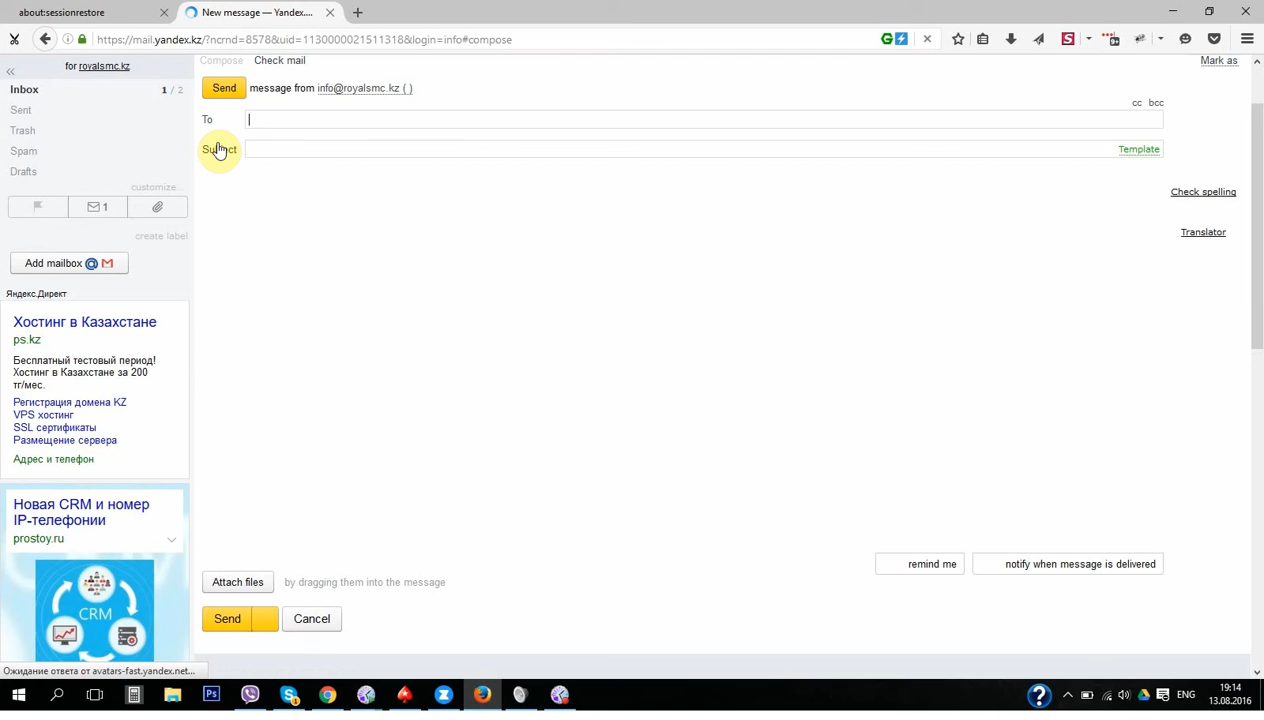 about:sessionrestore
New message — Yandex....
https://mail.yandex.kz/?ncrnd=8578&uid=1130000021511318&login=info#compose
for royalsmc.kz
Compose Check mail
Mark as
Inbox 1 / 2
Send message from info@royalsmc.kz ( )
cc bcc
Sent
To
Trash
Spam
Template
Drafts
customize...
Check spelling
1
create label
Translator
Add mailbox
Яндекс.Директ
Хостинг в Казахстане
ps.kz
Бесплатный тестовый период!
Хостинг в Казахстане за 200
тг/мес.
Регистрация домена KZ
VPS хостинг
SSL сертификаты
Размещение сервера
Адрес и телефон
Новая CRM и номер
IP-телефонии
prostoy.ru
CRM
remind me
notify when message is delivered
Attach files by dragging them into the message
Send Cancel
Ожидание ответа от avatars-fast.yandex.net...
ENG
19:14
13.08.2016